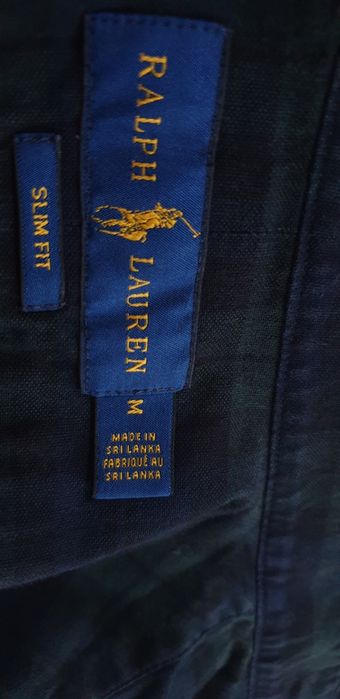 RALPH LAUREN
SLIM FIT
M
MADE IN
SRI LANKA
FABRIQUÉ AU
SRI LANKA